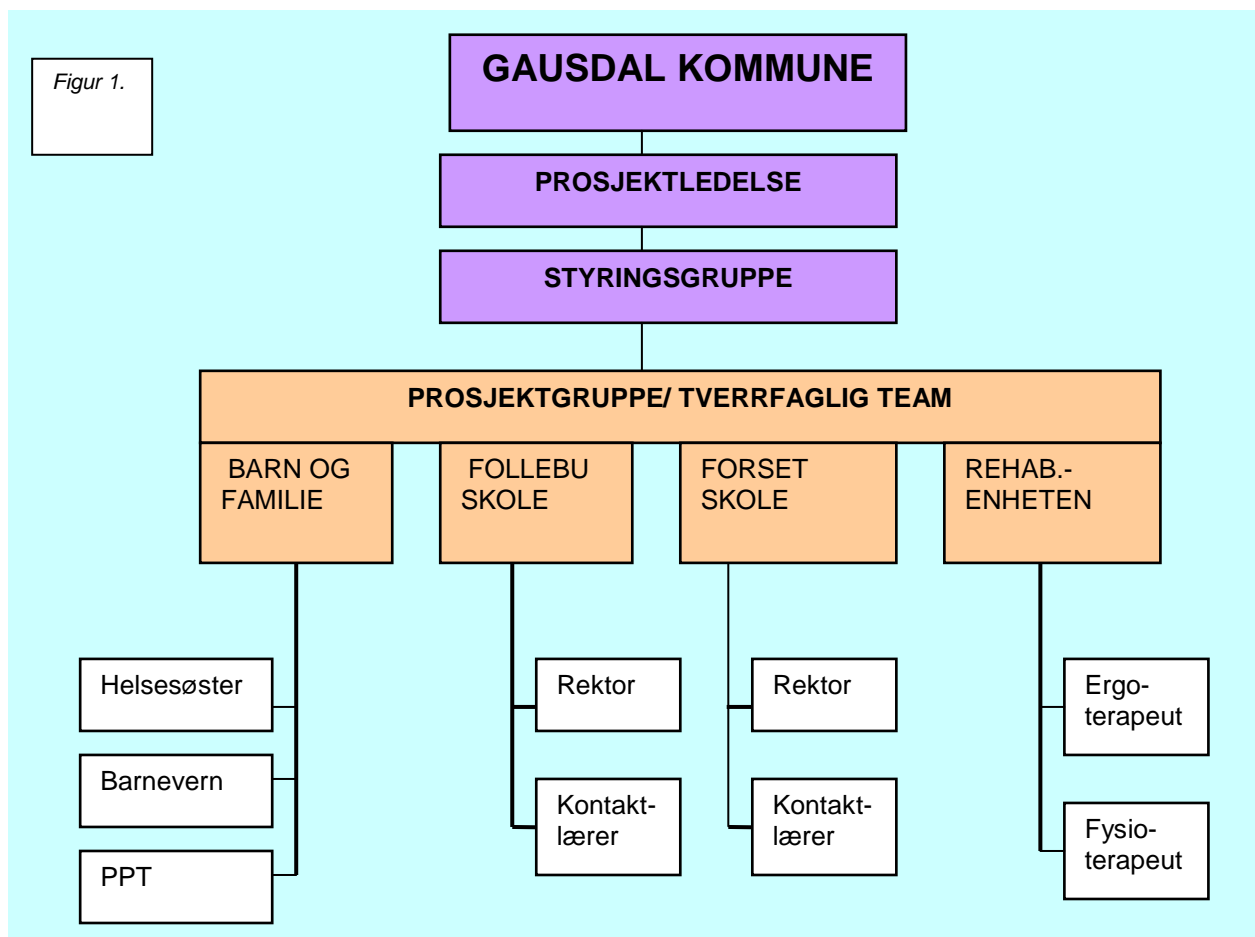 Figur 1.
GAUSDAL KOMMUNE
PROSJEKTLEDELSE
STYRINGSGRUPPE
PROSJEKTGRUPPE/ TVERRFAGLIG TEAM
BARN OG
FAMILIE
FOLLEBU
SKOLE
FORSET
SKOLE
REHAB.-
ENHETEN
Helsesøster
Barnevern
PPT
Rektor
Kontakt-
lærer
Rektor
Kontakt-
lærer
Ergo-
terapeut
Fysio-
terapeut